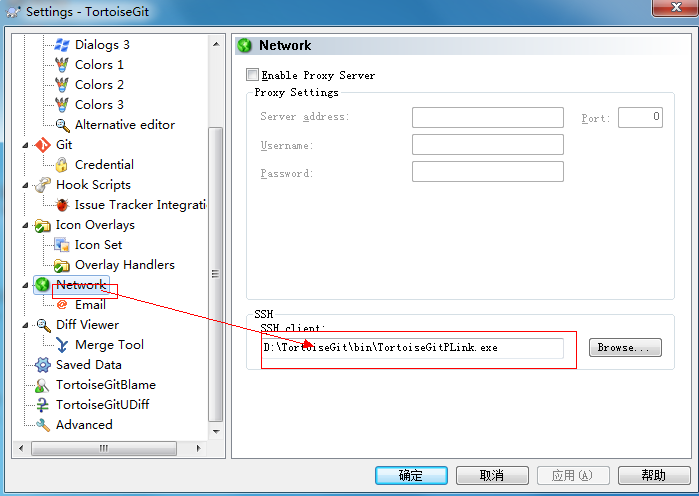 Settings - TortoiseGit
Dialogs 3
Colors 1
Colors 2
Colors 3
Alternative editor
Git
Credential
Hook Scripts
Issue Tracker Integratio
Icon Overlays
Icon Set
Overlay Handlers
Network
Email
Diff Viewer
Merge Tool
Saved Data
TortoiseGitBlame
TortoiseGitUDiff
Advanced
Network
Enable Proxy Server
Proxy Settings
Server address:
Port:
0
Username:
Password:
SSH
SSH client:
D:\TortoiseGit\bin\TortoiseGitPLink.exe
Browse...
确定
取消
应用(A)
帮助